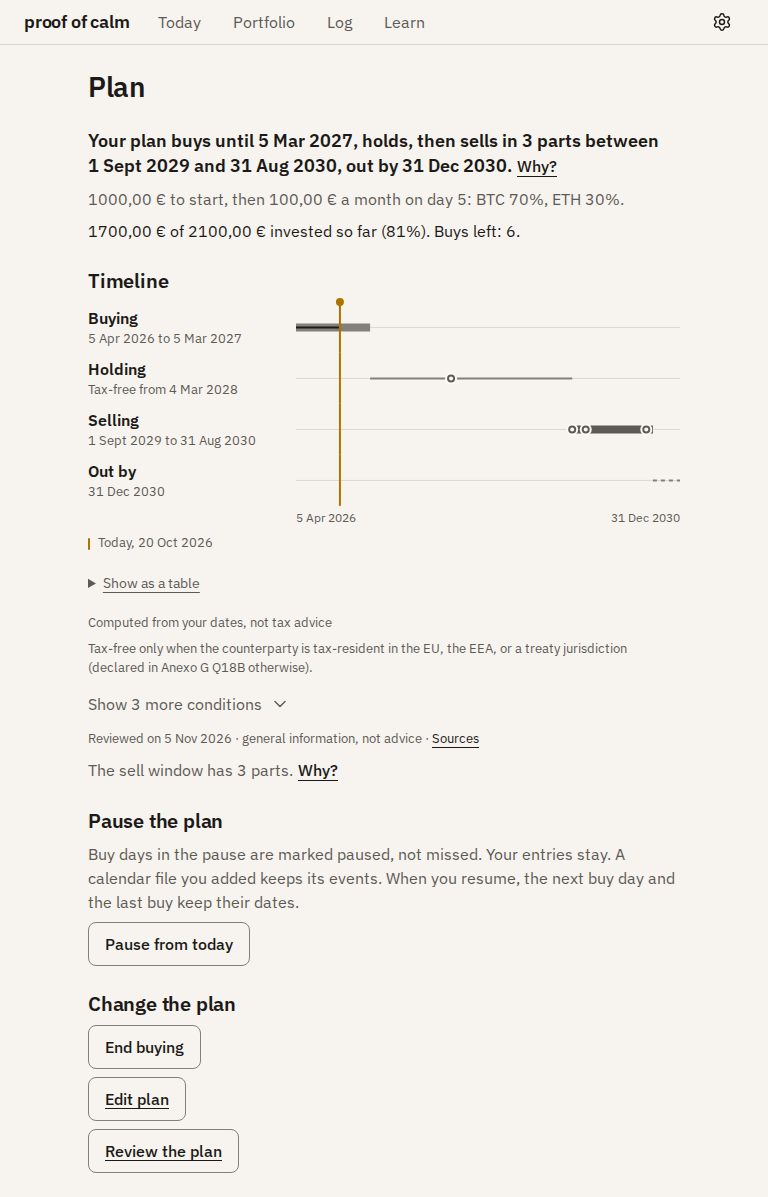 proof of calm Today Portfolio Log Learn
Plan
Your plan buys until 5 Mar 2027, holds, then sells in 3 parts between
1 Sept 2029 and 31 Aug 2030, out by 31 Dec 2030. Why?
1000,00 € to start, then 100,00 € a month on day 5: BTC 70%, ETH 30%.
1700,00 € of 2100,00 € invested so far (81%). Buys left: 6.
Timeline
Buying
5 Apr 2026 to 5 Mar 2027
Holding
Tax-free from 4 Mar 2028
Selling
1 Sept 2029 to 31 Aug 2030
Out by
31 Dec 2030
5 Apr 2026 31 Dec 2030
Today, 20 Oct 2026
Show as a table
Computed from your dates, not tax advice
Tax-free only when the counterparty is tax-resident in the EU, the EEA, or a treaty jurisdiction
(declared in Anexo G Q18B otherwise).
Show 3 more conditions
Reviewed on 5 Nov 2026 · general information, not advice · Sources
The sell window has 3 parts. Why?
Pause the plan
Buy days in the pause are marked paused, not missed. Your entries stay. A
calendar file you added keeps its events. When you resume, the next buy day and
the last buy keep their dates.
Pause from today
Change the plan
End buying
Edit plan
Review the plan